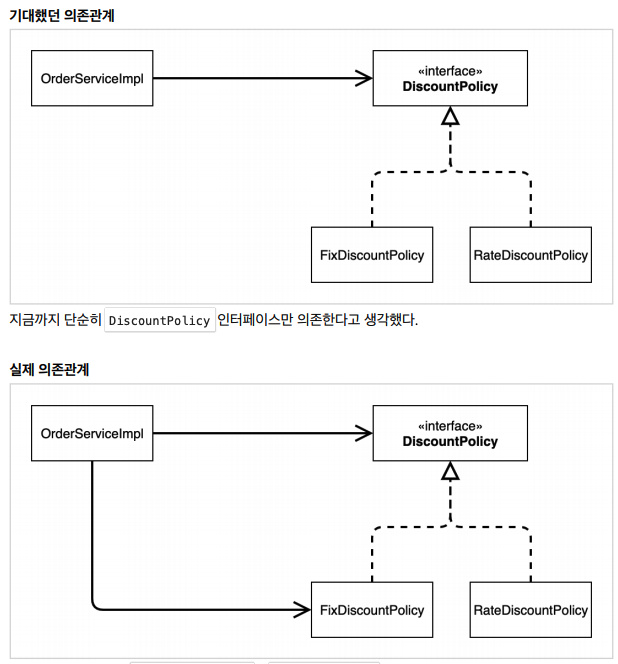 기대했던 의존관계
OrderServiceImpl
«interface»
DiscountPolicy
FixDiscountPolicy
RateDiscountPolicy
지금까지 단순히 DiscountPolicy 인터페이스만 의존한다고 생각했다.
실제 의존관계
OrderServiceImpl
«interface»
DiscountPolicy
FixDiscountPolicy
RateDiscountPolicy